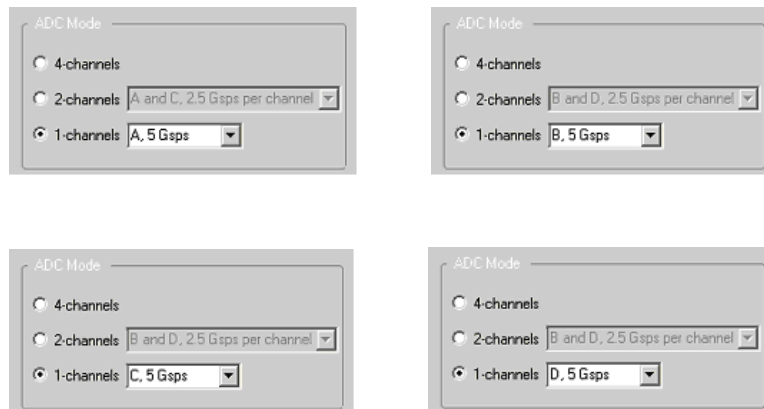 ADC Mode
4-channels
2-channels A and C, 2.5 Gsps per channel
1-channels A, 5 Gsps
ADC Mode
4-channels
2-channels B and D, 2.5 Gsps per channel
1-channels B, 5 Gsps
ADC Mode
4-channels
2-channels B and D, 2.5 Gsps per channel
1-channels C, 5 Gsps
ADC Mode
4-channels
2-channels B and D, 2.5 Gsps per channel
1-channels D, 5 Gsps